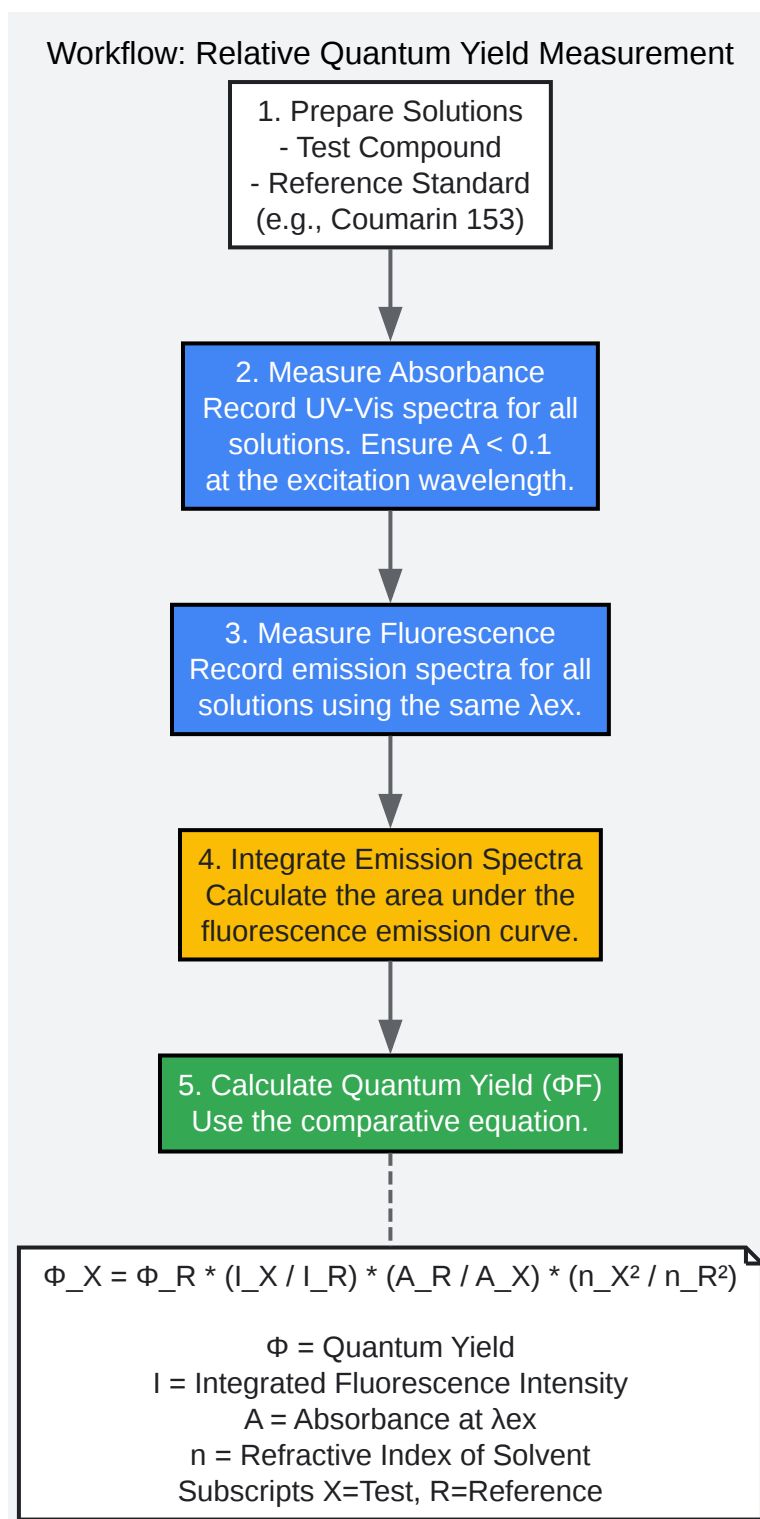 Workflow: Relative Quantum Yield Measurement
1. Prepare Solutions
- Test Compound
- Reference Standard
(e.g., Coumarin 153)
2. Measure Absorbance
Record UV-Vis spectra for all
solutions. Ensure A < 0.1
at the excitation wavelength.
3. Measure Fluorescence
Record emission spectra for all
solutions using the same λex.
4. Integrate Emission Spectra
Calculate the area under the
fluorescence emission curve.
5. Calculate Quantum Yield (ΦF)
Use the comparative equation.
Φ_X = Φ_R * (I_X / I_R) * (A_R / A_X) * (n_X² / n_R²)
Φ = Quantum Yield
I = Integrated Fluorescence Intensity
A = Absorbance at λex
n = Refractive Index of Solvent
Subscripts X=Test, R=Reference